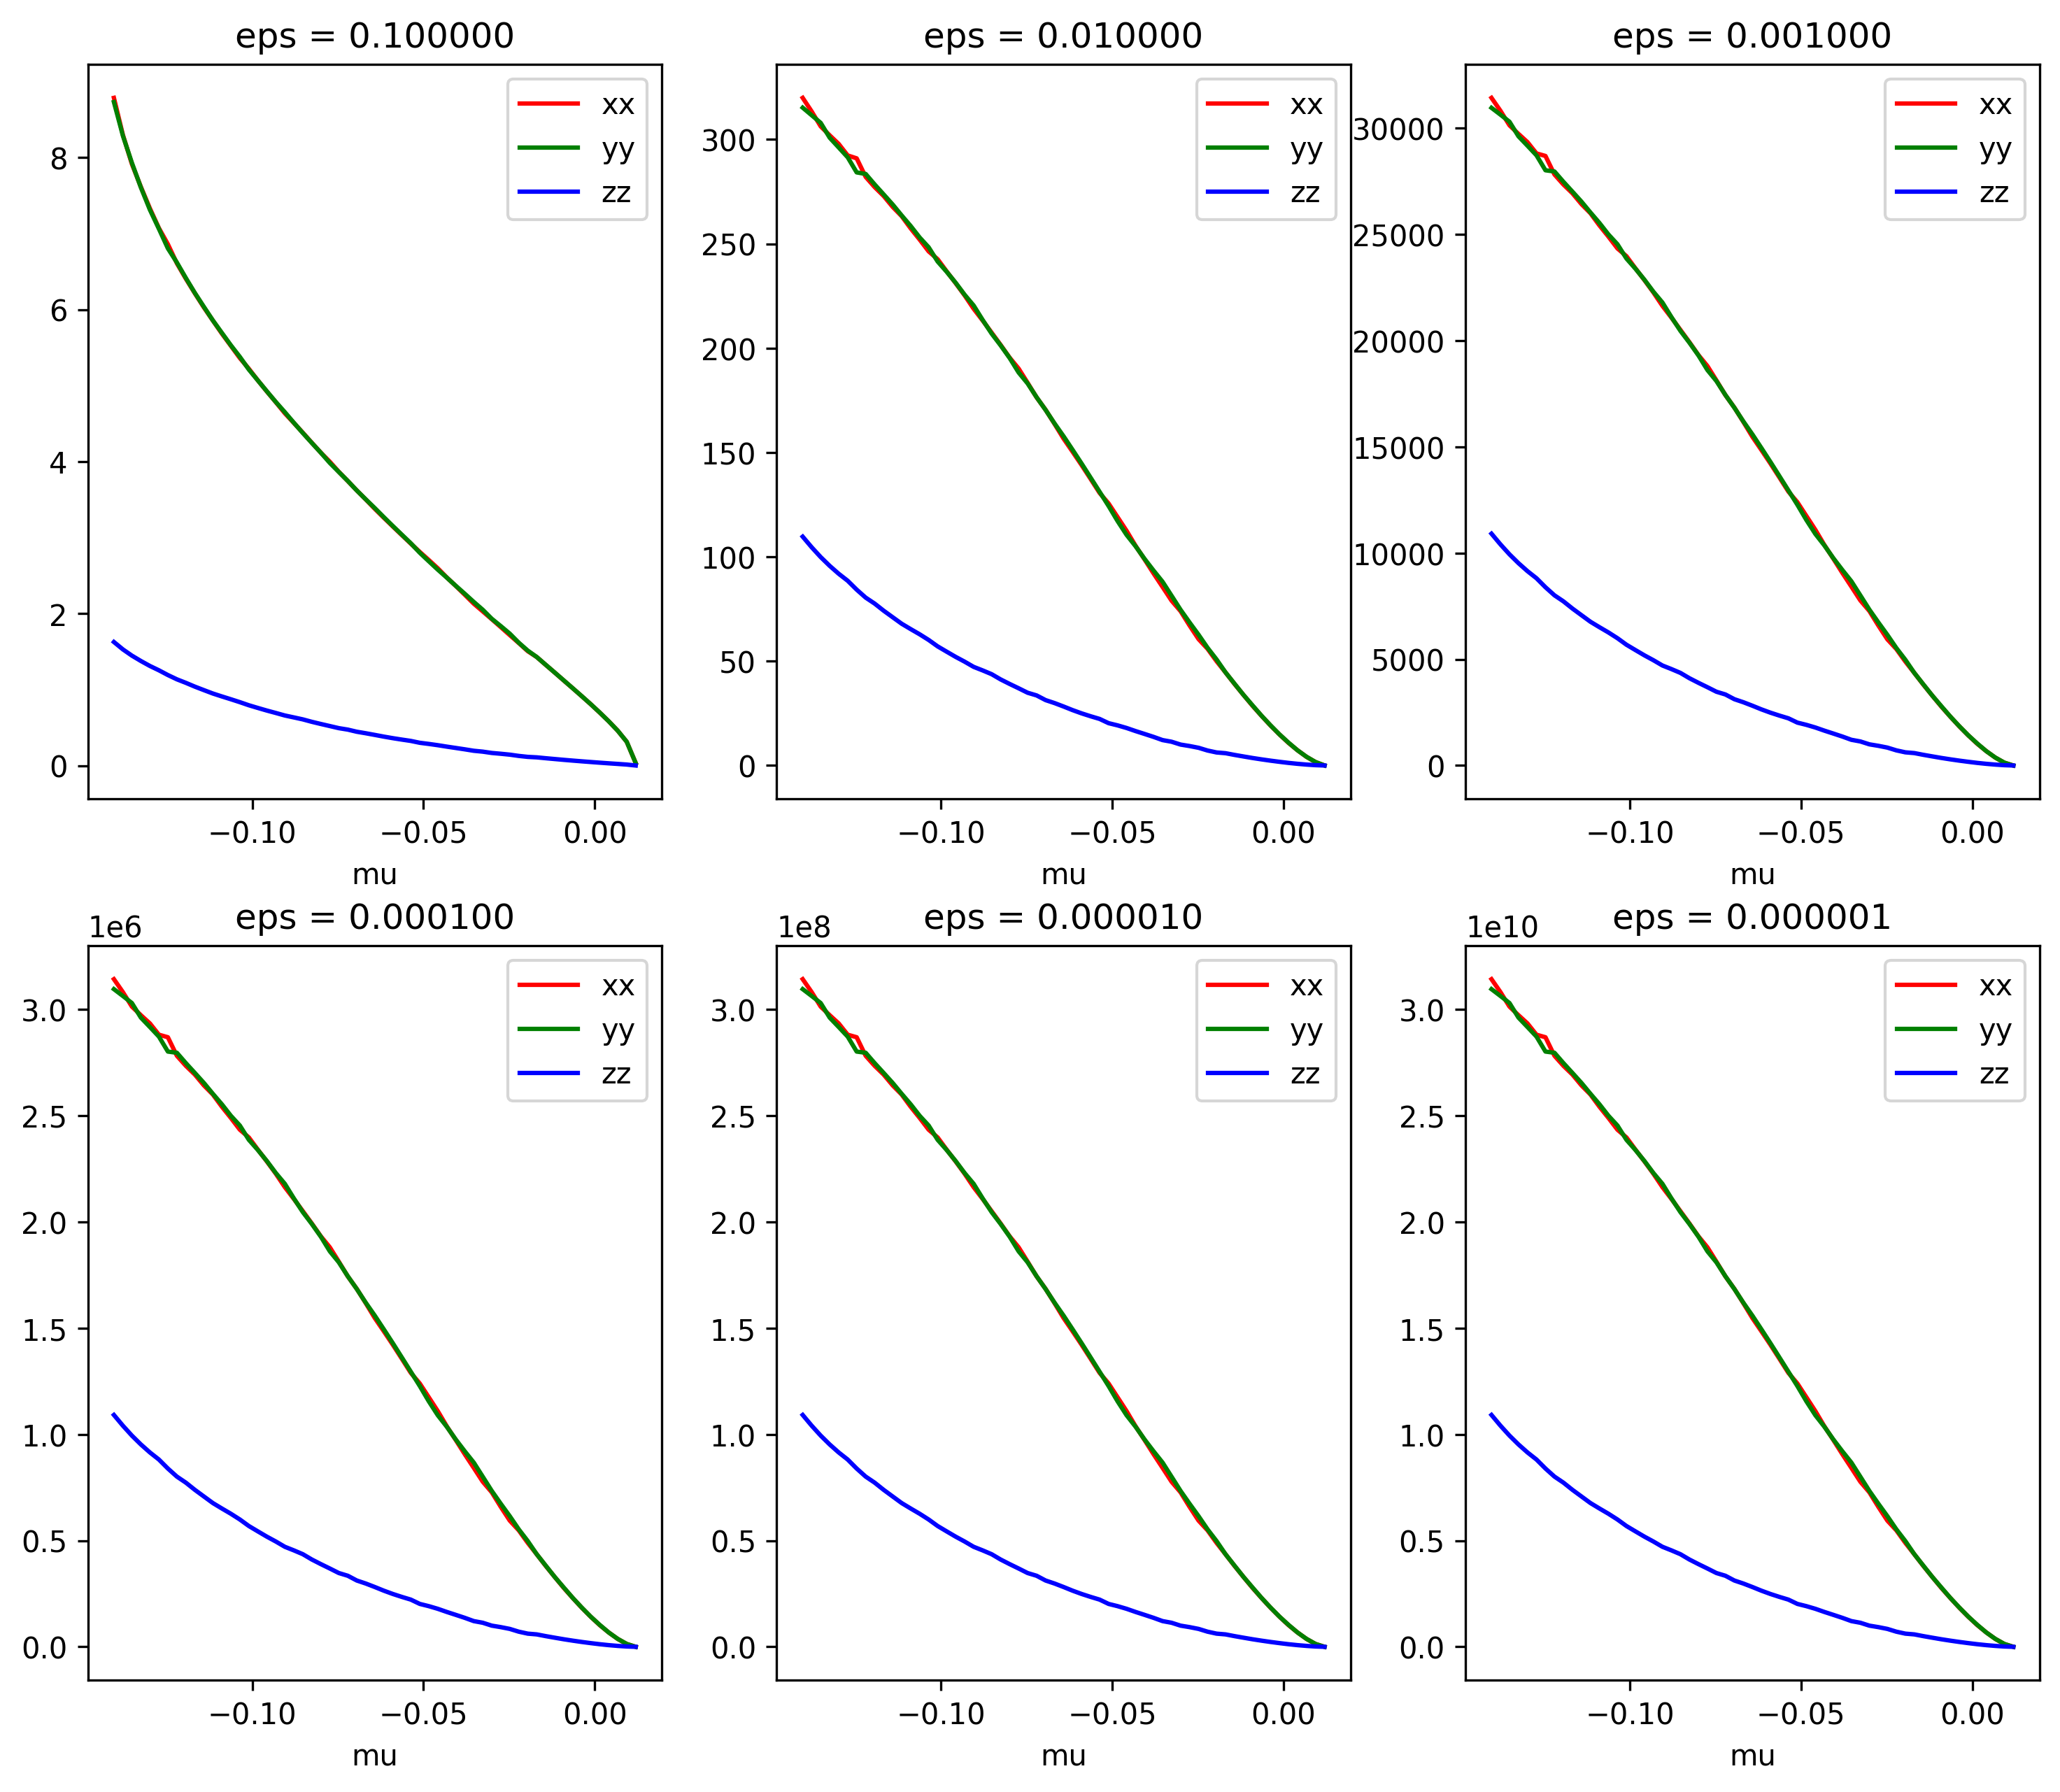 eps = 0.100000
xx
yy
zz
8
6
4
2
0
−0.10 −0.05 0.00
mu
eps = 0.010000
xx
yy
zz
300
250
200
150
100
50
0
−0.10 −0.05 0.00
mu
eps = 0.001000
xx
yy
zz
30000
25000
20000
15000
10000
5000
0
−0.10 −0.05 0.00
mu
1e6
eps = 0.000100
xx
yy
zz
3.0
2.5
2.0
1.5
1.0
0.5
0.0
−0.10 −0.05 0.00
mu
1e8
eps = 0.000010
xx
yy
zz
3.0
2.5
2.0
1.5
1.0
0.5
0.0
−0.10 −0.05 0.00
mu
1e10
eps = 0.000001
xx
yy
zz
3.0
2.5
2.0
1.5
1.0
0.5
0.0
−0.10 −0.05 0.00
mu